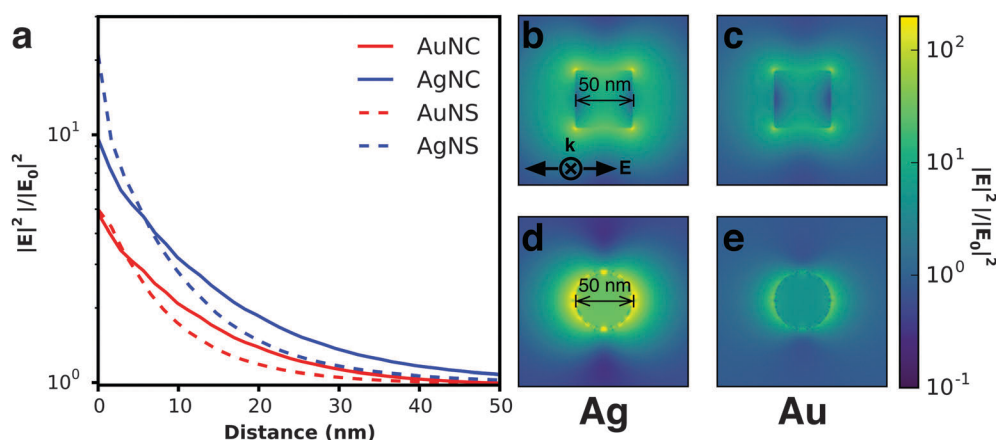 a
|E|² |/|E₀|²
10¹
10⁰
AuNC
AgNC
AuNS
AgNS
0
10
20
30
40
50
Distance (nm)
b
50 nm
k
E
c
d
50 nm
e
Ag
Au
10²
10¹
10⁰
10⁻¹
|E|² |/|E₀|²